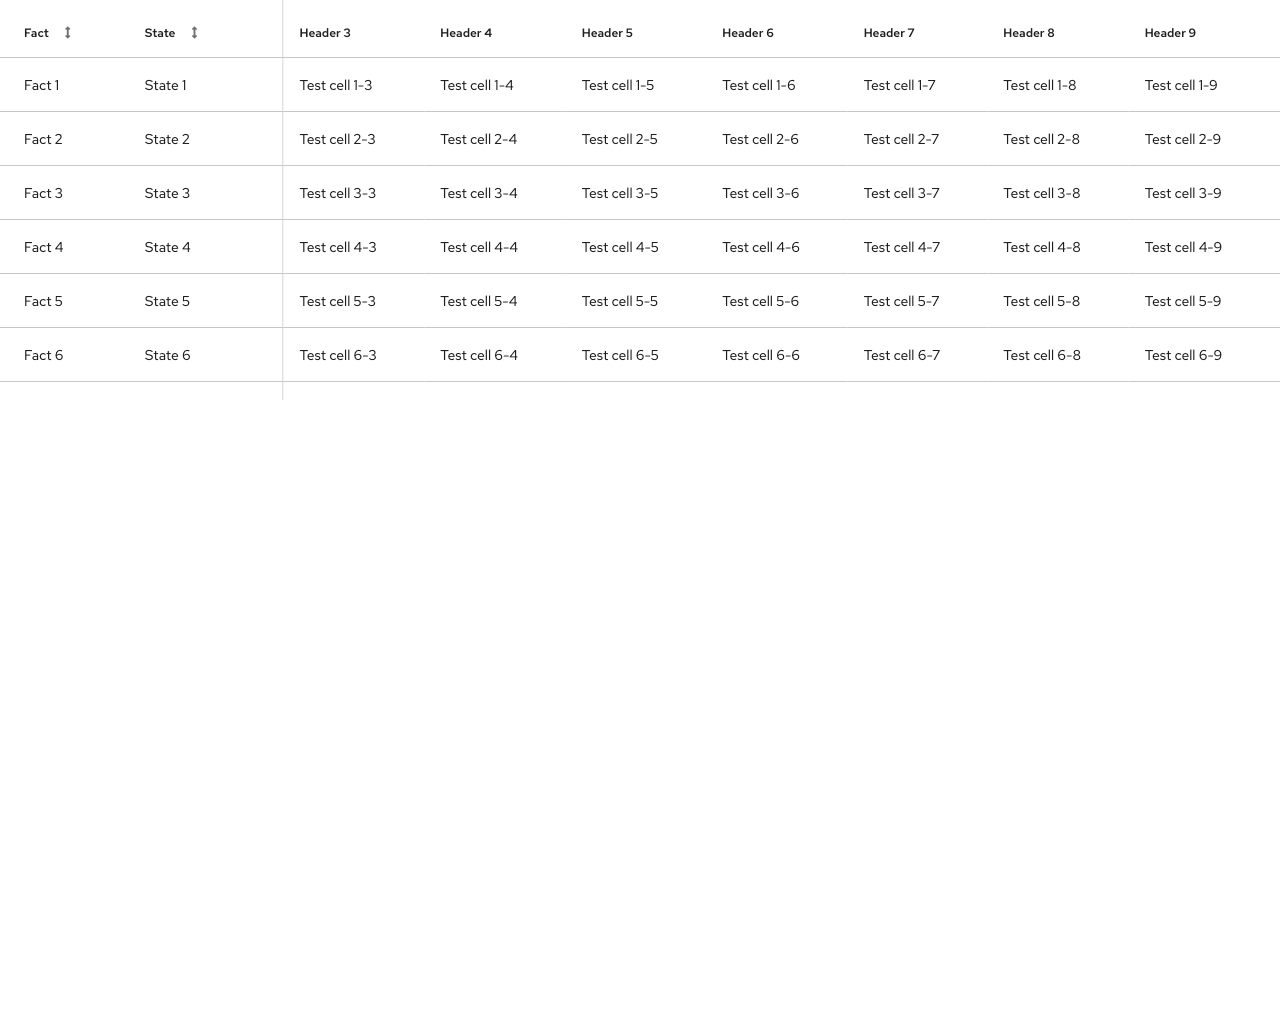 Fact State Header 3 Header 4 Header 5 Header 6 Header 7 Header 8 Header 9
Fact 1 State 1 Test cell 1-3 Test cell 1-4 Test cell 1-5 Test cell 1-6 Test cell 1-7 Test cell 1-8 Test cell 1-9
Fact 2 State 2 Test cell 2-3 Test cell 2-4 Test cell 2-5 Test cell 2-6 Test cell 2-7 Test cell 2-8 Test cell 2-9
Fact 3 State 3 Test cell 3-3 Test cell 3-4 Test cell 3-5 Test cell 3-6 Test cell 3-7 Test cell 3-8 Test cell 3-9
Fact 4 State 4 Test cell 4-3 Test cell 4-4 Test cell 4-5 Test cell 4-6 Test cell 4-7 Test cell 4-8 Test cell 4-9
Fact 5 State 5 Test cell 5-3 Test cell 5-4 Test cell 5-5 Test cell 5-6 Test cell 5-7 Test cell 5-8 Test cell 5-9
Fact 6 State 6 Test cell 6-3 Test cell 6-4 Test cell 6-5 Test cell 6-6 Test cell 6-7 Test cell 6-8 Test cell 6-9